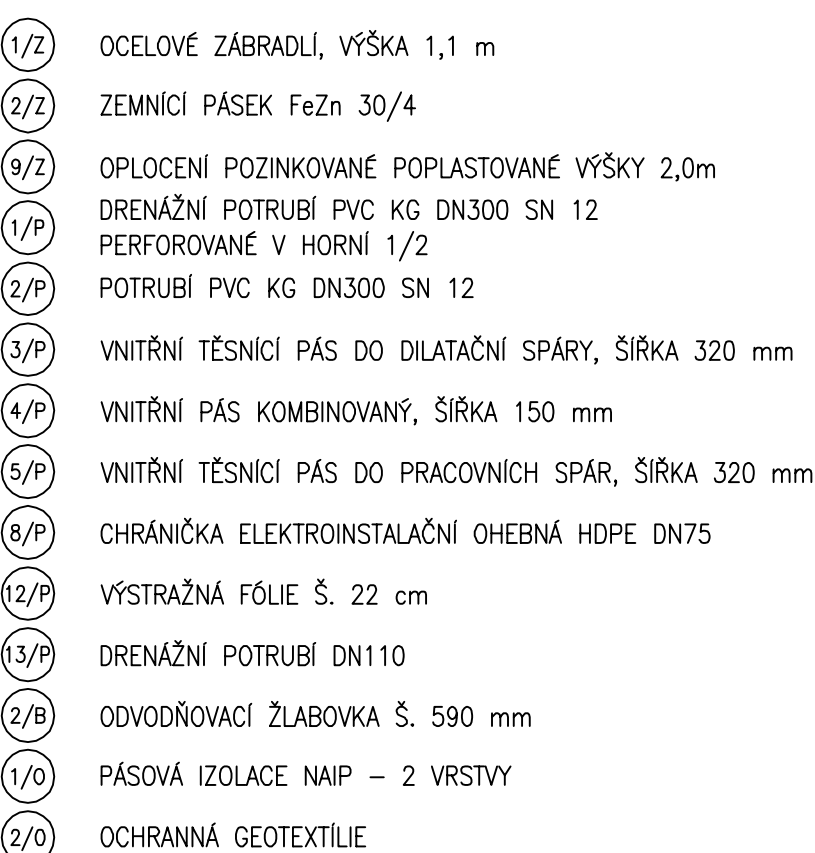 1/Z OCELOVÉ ZÁBRADLÍ, VÝŠKA 1,1 m
2/Z ZEMNÍCÍ PÁSEK FeZn 30/4
9/Z OPLOCENÍ POZINKOVANÉ POPLASTOVANÉ VÝŠKY 2,0m
1/P DRENÁŽNÍ POTRUBÍ PVC KG DN300 SN 12
PERFOROVANÉ V HORNÍ 1/2
2/P POTRUBÍ PVC KG DN300 SN 12
3/P VNITŘNÍ TĚSNÍCÍ PÁS DO DILATAČNÍ SPÁRY, ŠÍŘKA 320 mm
4/P VNITŘNÍ PÁS KOMBINOVANÝ, ŠÍŘKA 150 mm
5/P VNITŘNÍ TĚSNÍCÍ PÁS DO PRACOVNÍCH SPÁR, ŠÍŘKA 320 mm
8/P CHRÁNIČKA ELEKTROINSTALAČNÍ OHEBNÁ HDPE DN75
12/P VÝSTRAŽNÁ FÓLIE Š. 22 cm
13/P DRENÁŽNÍ POTRUBÍ DN110
2/B ODVODŇOVACÍ ŽLABOVKA Š. 590 mm
1/O PÁSOVÁ IZOLACE NAIP – 2 VRSTVY
2/O OCHRANNÁ GEOTEXTÍLIE